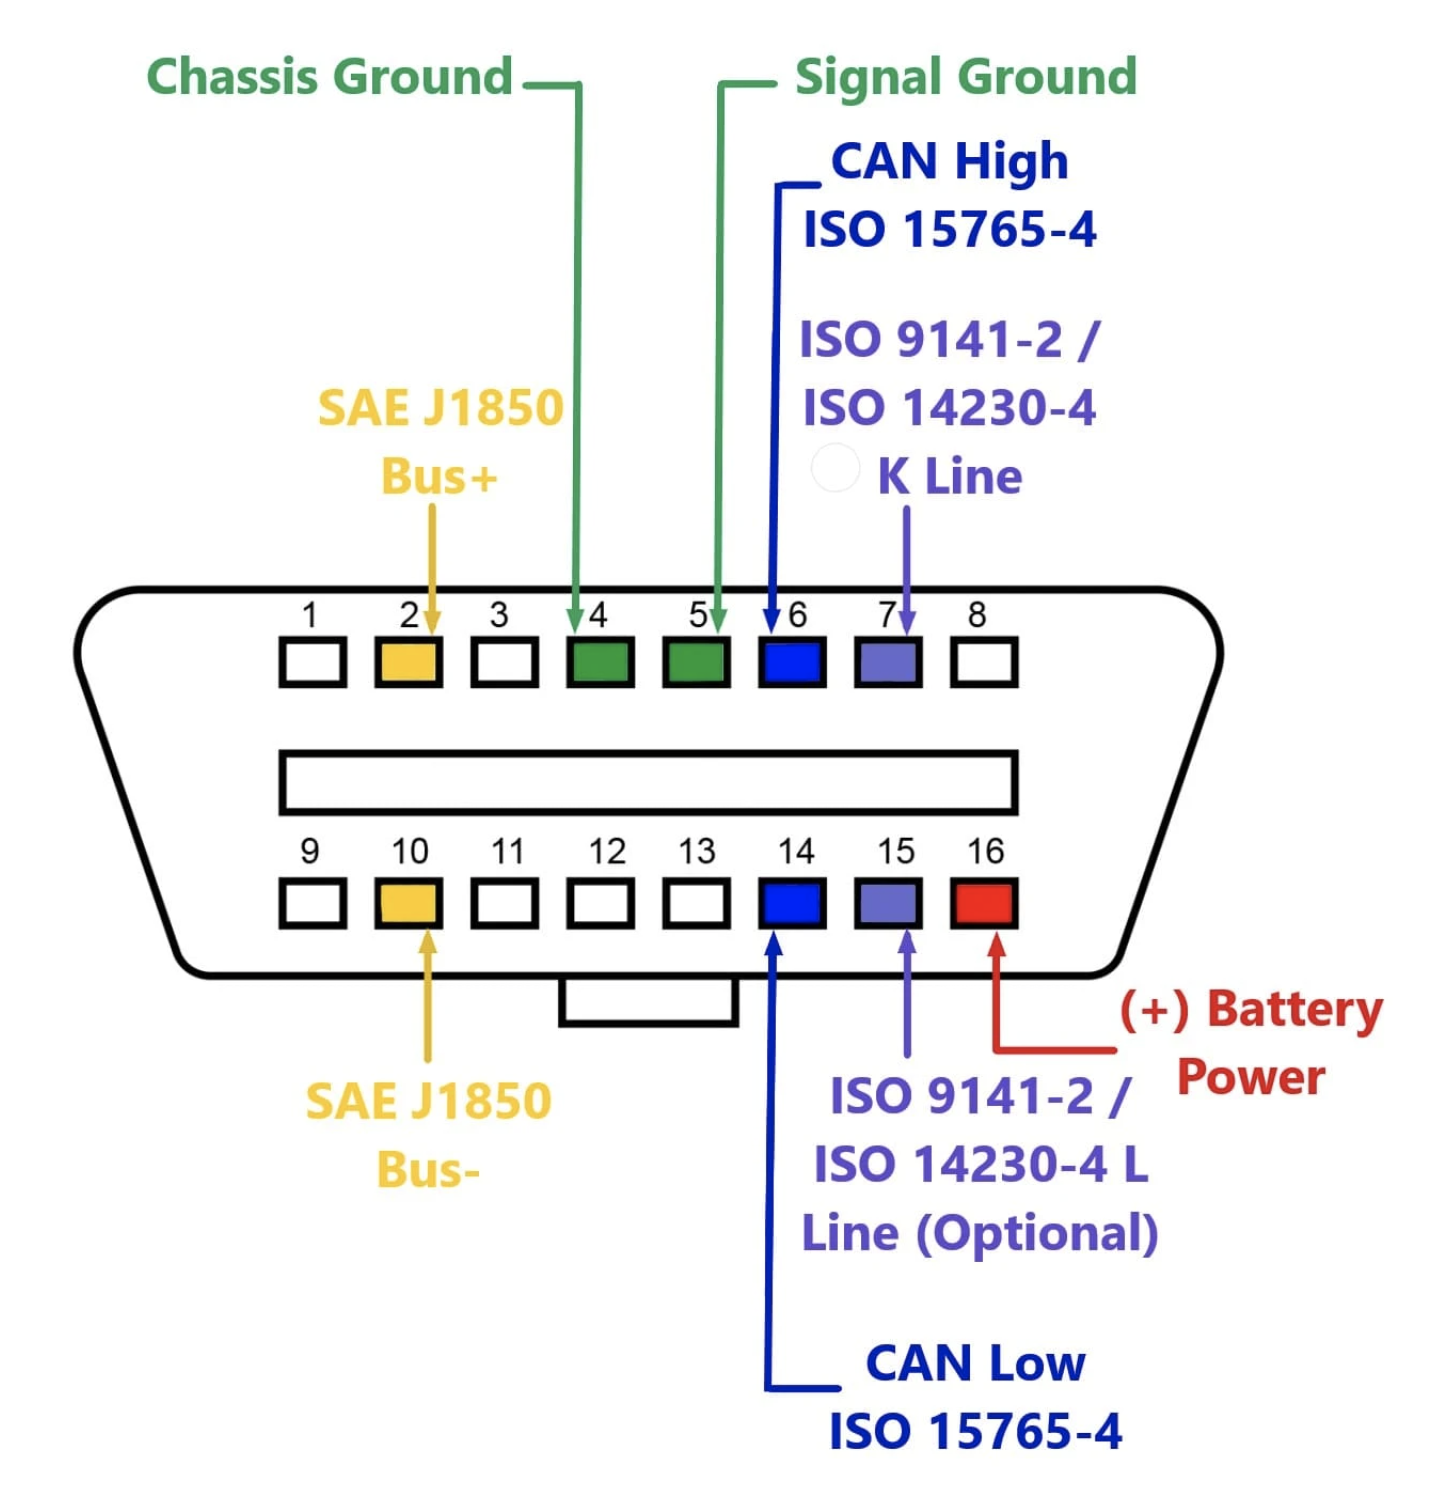 Chassis Ground
Signal Ground
CAN High
ISO 15765-4
ISO 9141-2 /
ISO 14230-4
K Line
SAE J1850
Bus+
1 2 3 4 5 6 7 8
9 10 11 12 13 14 15 16
(+) Battery
Power
SAE J1850
Bus-
ISO 9141-2 /
ISO 14230-4 L
Line (Optional)
CAN Low
ISO 15765-4